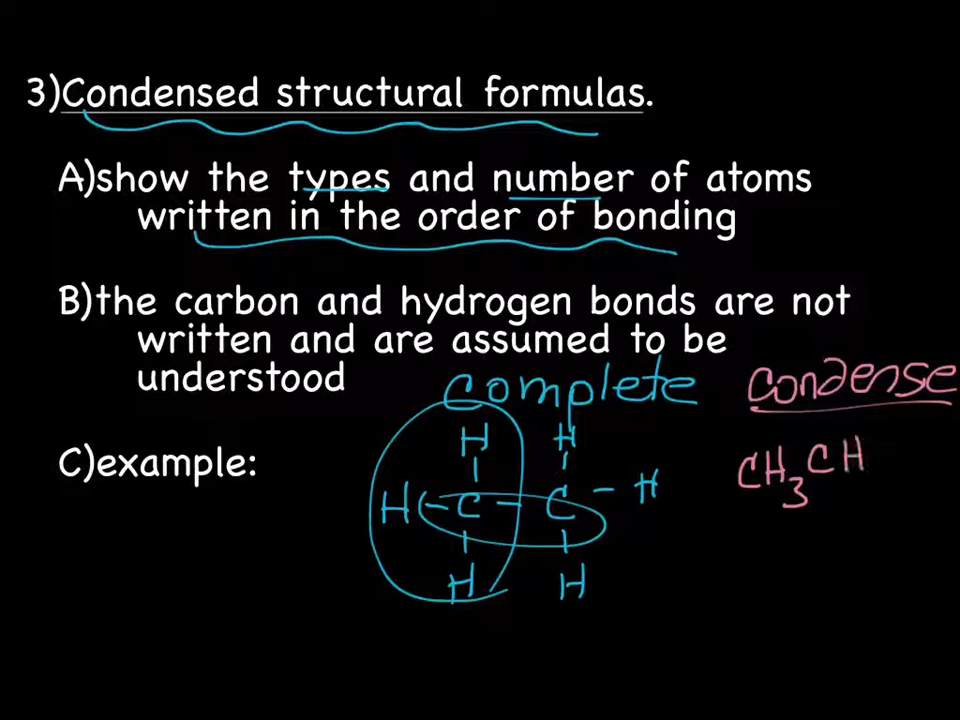 3)Condensed structural formulas.
A)show the types and number of atoms
written in the order of bonding
B)the carbon and hydrogen bonds are not
written and are assumed to be
understood
complete
condense
C)example:
H H
H-C-C-H
H H
CH3CH